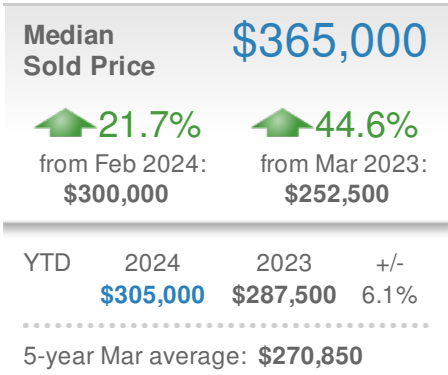 Median $365,000
Sold Price
21.7% 44.6%
from Feb 2024: from Mar 2023:
$300,000 $252,500
YTD 2024 2023 +/-
$305,000 $287,500 6.1%
5-year Mar average: $270,850